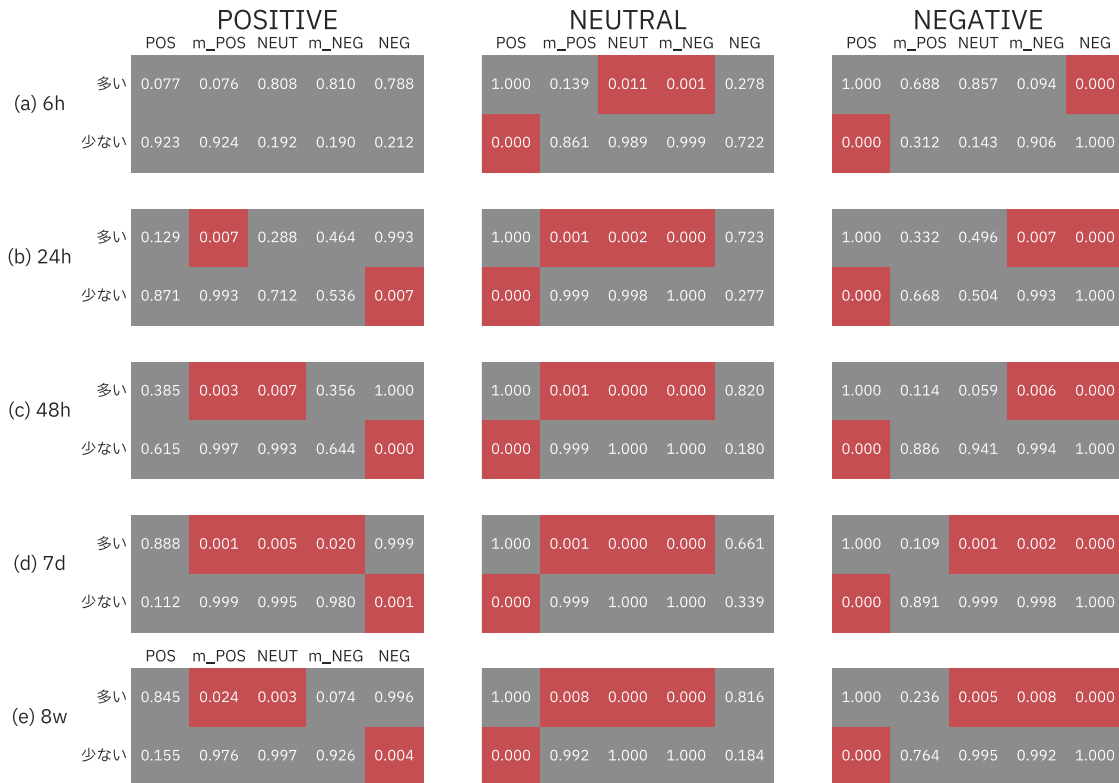 POSITIVE NEUTRAL NEGATIVE
POS m_POS NEUT m_NEG NEG POS m_POS NEUT m_NEG NEG POS m_POS NEUT m_NEG NEG
(a) 6h
多い 0.077 0.076 0.808 0.810 0.788 1.000 0.139 0.011 0.001 0.278 1.000 0.688 0.857 0.094 0.000
少ない 0.923 0.924 0.192 0.190 0.212 0.000 0.861 0.989 0.999 0.722 0.000 0.312 0.143 0.906 1.000
(b) 24h
多い 0.129 0.007 0.288 0.464 0.993 1.000 0.001 0.002 0.000 0.723 1.000 0.332 0.496 0.007 0.000
少ない 0.871 0.993 0.712 0.536 0.007 0.000 0.999 0.998 1.000 0.277 0.000 0.668 0.504 0.993 1.000
(c) 48h
多い 0.385 0.003 0.007 0.356 1.000 1.000 0.001 0.000 0.000 0.820 1.000 0.114 0.059 0.006 0.000
少ない 0.615 0.997 0.993 0.644 0.000 0.000 0.999 1.000 1.000 0.180 0.000 0.886 0.941 0.994 1.000
(d) 7d
多い 0.888 0.001 0.005 0.020 0.999 1.000 0.001 0.000 0.000 0.661 1.000 0.109 0.001 0.002 0.000
少ない 0.112 0.999 0.995 0.980 0.001 0.000 0.999 1.000 1.000 0.339 0.000 0.891 0.999 0.998 1.000
POS m_POS NEUT m_NEG NEG
(e) 8w
多い 0.845 0.024 0.003 0.074 0.996 1.000 0.008 0.000 0.000 0.816 1.000 0.236 0.005 0.008 0.000
少ない 0.155 0.976 0.997 0.926 0.004 0.000 0.992 1.000 1.000 0.184 0.000 0.764 0.995 0.992 1.000